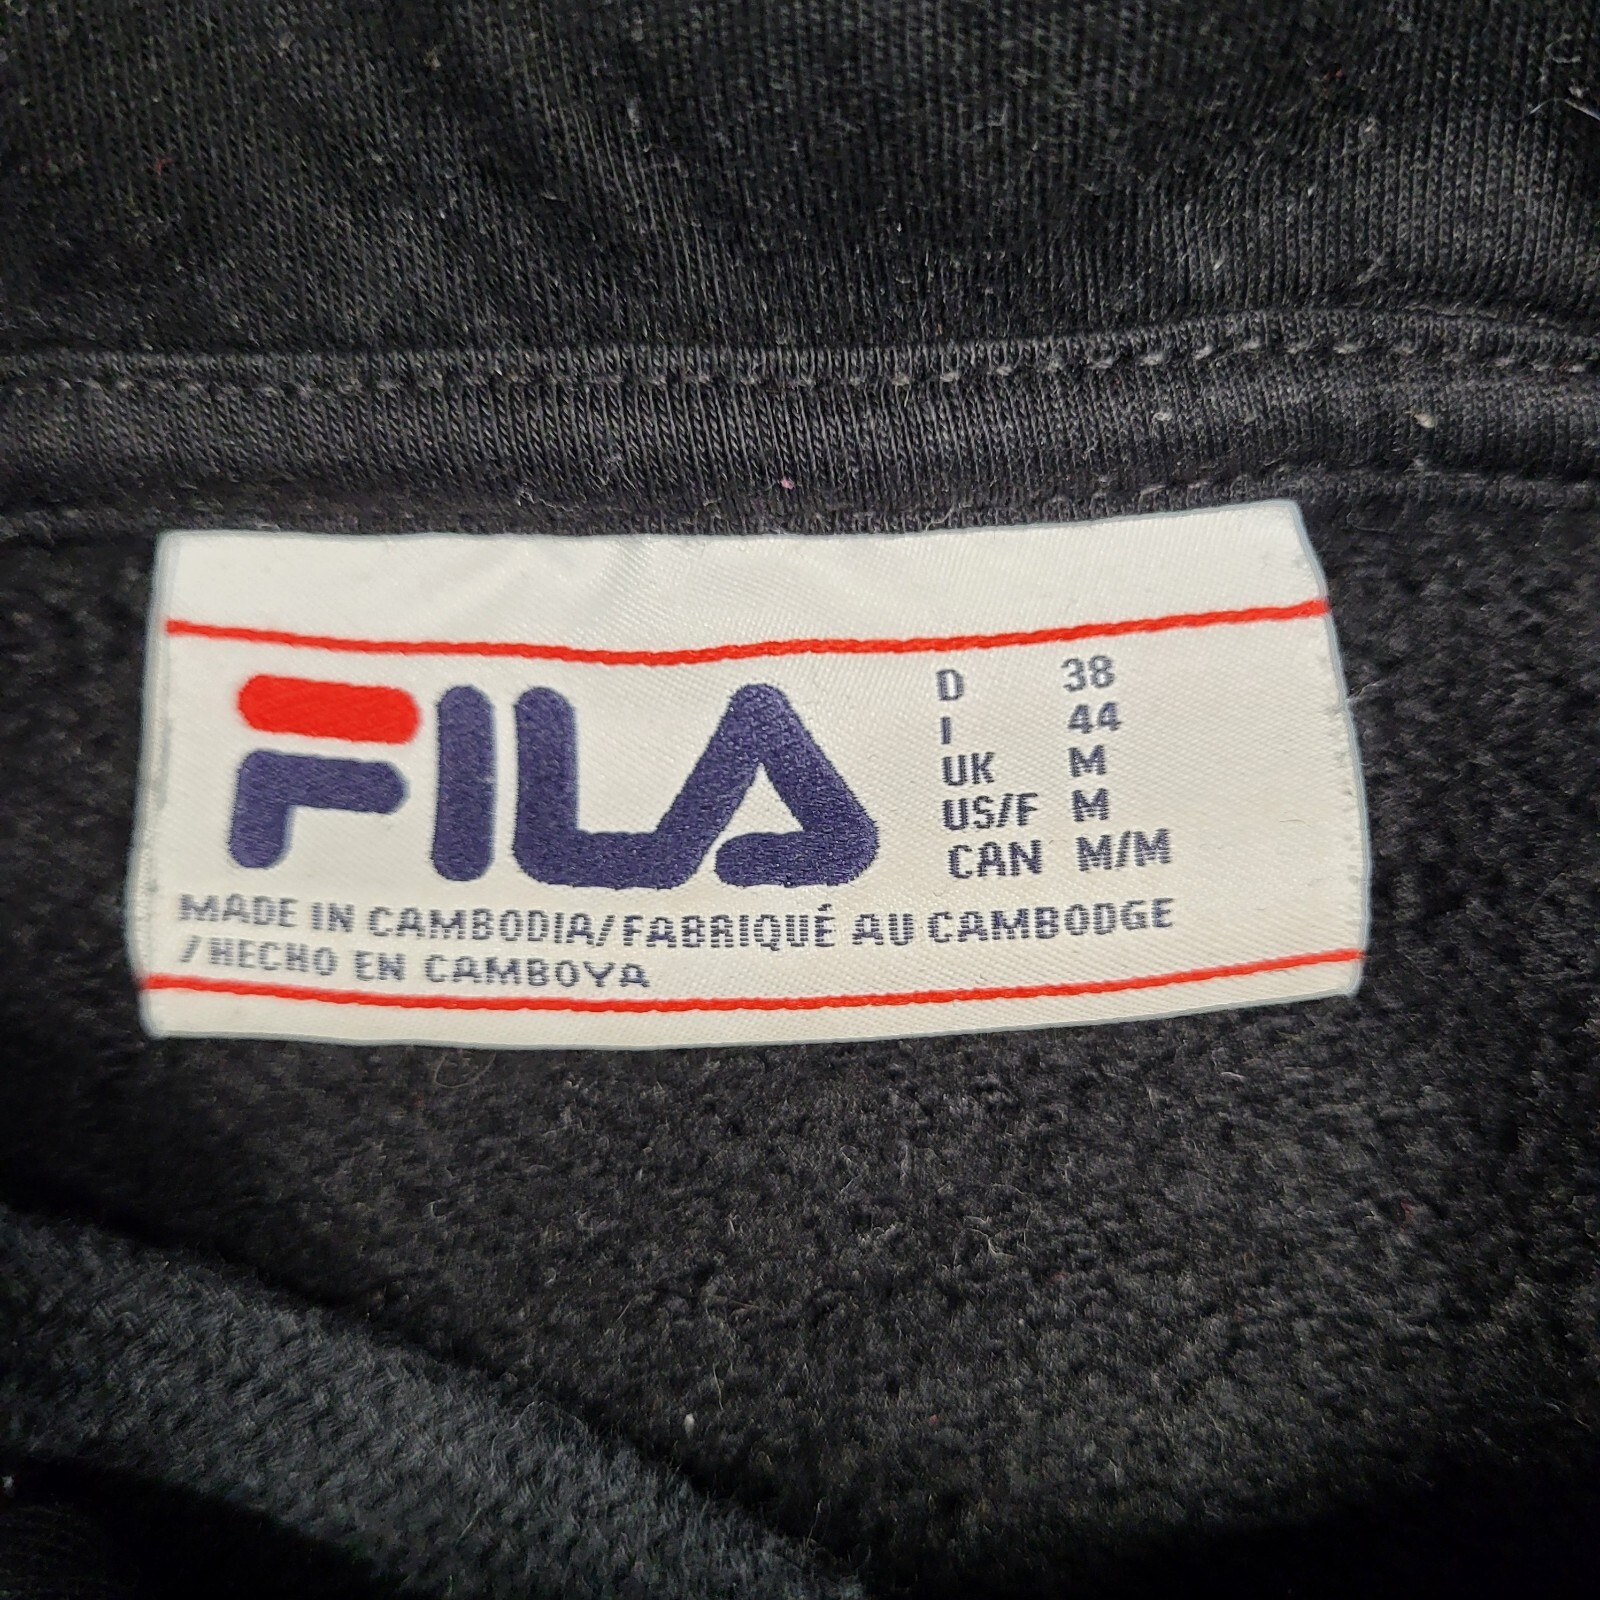 FILA
D 38
I 44
UK M
US/F M
CAN M/M
MADE IN CAMBODIA/FABRIQUÉ AU CAMBODGE
/HECHO EN CAMBOYA